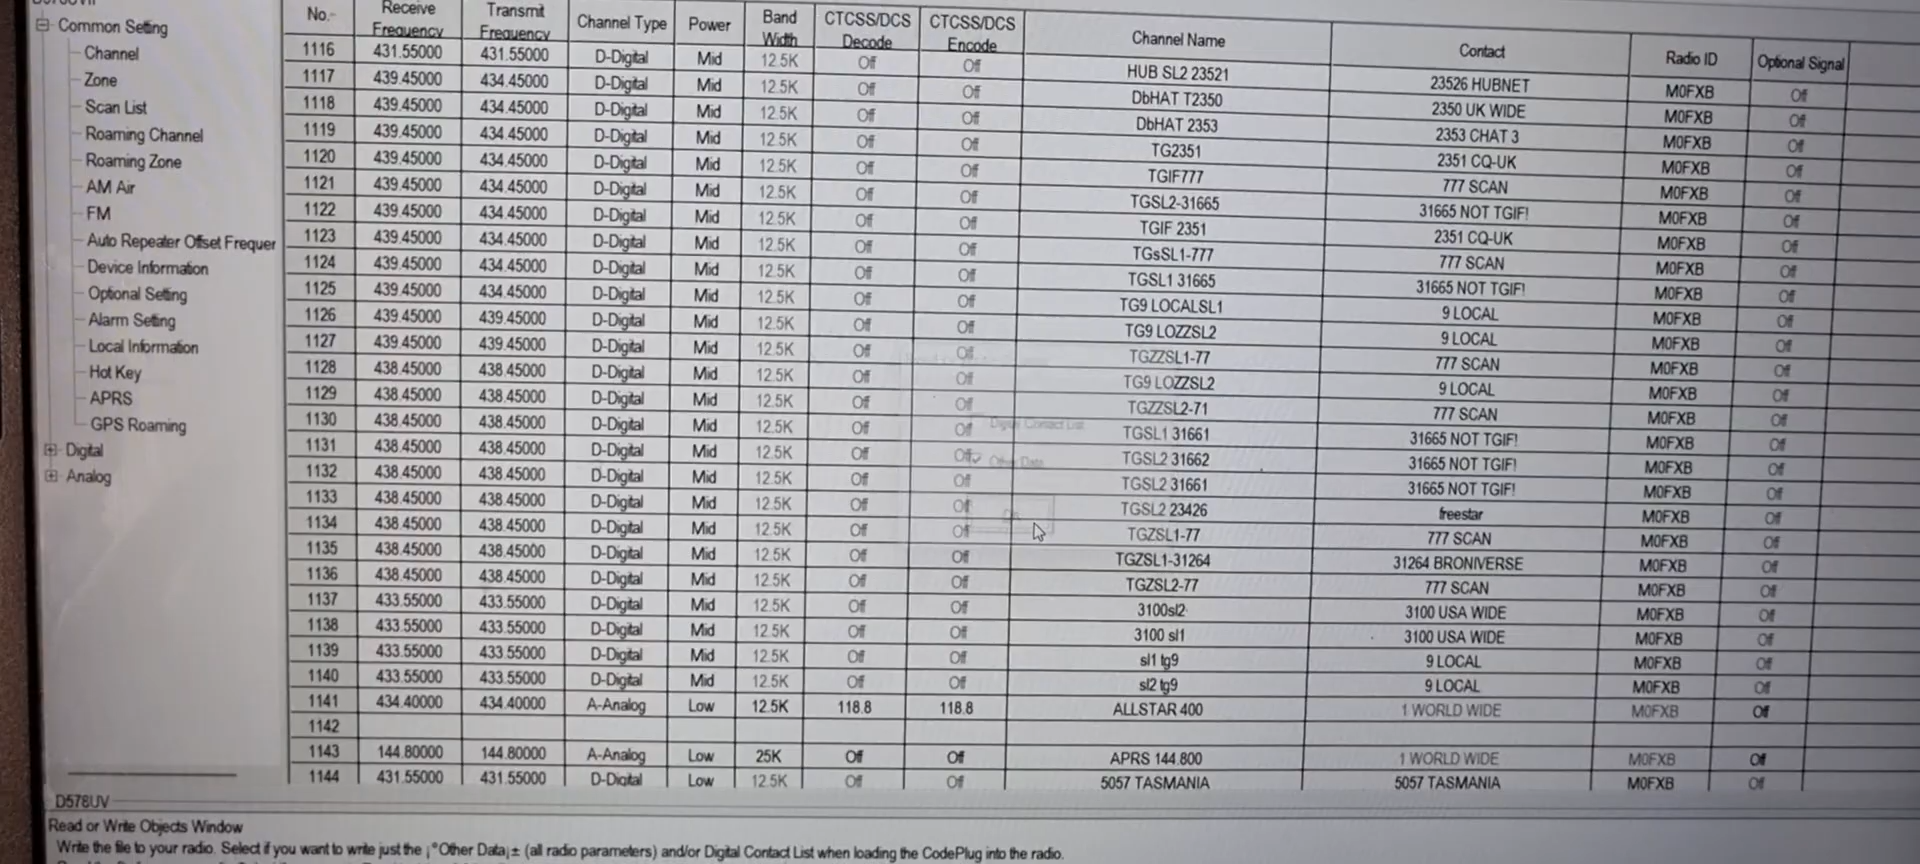 Common Setting
Channel
Zone
Scan List
Roaming Channel
Roaming Zone
AM Air
FM
Auto Repeater Offset Frequer
Device Information
Optional Setting
Alarm Setting
Local Information
Hot Key
APRS
GPS Roaming
Digital
Analog
No. Receive Frequency Transmit Frequency Channel Type Power Band Width CTCSS/DCS Decode CTCSS/DCS Encode Channel Name Contact Radio ID Optional Signal
1116 431.55000 431.55000 D-Digital Mid 12.5K Off Off HUB SL2 23521 23526 HUBNET M0FXB Off
1117 439.45000 434.45000 D-Digital Mid 12.5K Off Off DbHAT T2350 2350 UK WIDE M0FXB Off
1118 439.45000 434.45000 D-Digital Mid 12.5K Off Off DbHAT 2353 2353 CHAT 3 M0FXB Off
1119 439.45000 434.45000 D-Digital Mid 12.5K Off Off TG2351 2351 CQ-UK M0FXB Off
1120 439.45000 434.45000 D-Digital Mid 12.5K Off Off TGIF777 777 SCAN M0FXB Off
1121 439.45000 434.45000 D-Digital Mid 12.5K Off Off TGSL2-31665 31665 NOT TGIF! M0FXB Off
1122 439.45000 434.45000 D-Digital Mid 12.5K Off Off TGIF 2351 2351 CQ-UK M0FXB Off
1123 439.45000 434.45000 D-Digital Mid 12.5K Off Off TGsSL1-777 777 SCAN M0FXB Off
1124 439.45000 434.45000 D-Digital Mid 12.5K Off Off TGSL1 31665 31665 NOT TGIF! M0FXB Off
1125 439.45000 434.45000 D-Digital Mid 12.5K Off Off TG9 LOCALSL1 9 LOCAL M0FXB Off
1126 439.45000 439.45000 D-Digital Mid 12.5K Off Off TG9 LOZZSL2 9 LOCAL M0FXB Off
1127 439.45000 439.45000 D-Digital Mid 12.5K Off Off TGZZSL1-77 777 SCAN M0FXB Off
1128 438.45000 438.45000 D-Digital Mid 12.5K Off Off TG9 LOZZSL2 9 LOCAL M0FXB Off
1129 438.45000 438.45000 D-Digital Mid 12.5K Off Off TGZZSL2-71 777 SCAN M0FXB Off
1130 438.45000 438.45000 D-Digital Mid 12.5K Off Off TGSL1 31661 31665 NOT TGIF! M0FXB Off
1131 438.45000 438.45000 D-Digital Mid 12.5K Off Off TGSL2 31662 31665 NOT TGIF! M0FXB Off
1132 438.45000 438.45000 D-Digital Mid 12.5K Off Off TGSL2 31661 31665 NOT TGIF! M0FXB Off
1133 438.45000 438.45000 D-Digital Mid 12.5K Off Off TGSL2 23426 freestar M0FXB Off
1134 438.45000 438.45000 D-Digital Mid 12.5K Off Off TGZSL1-77 777 SCAN M0FXB Off
1135 438.45000 438.45000 D-Digital Mid 12.5K Off Off TGZSL1-31264 31264 BRONIVERSE M0FXB Off
1136 438.45000 438.45000 D-Digital Mid 12.5K Off Off TGZSL2-77 777 SCAN M0FXB Off
1137 433.55000 433.55000 D-Digital Mid 12.5K Off Off 3100sl2 3100 USA WIDE M0FXB Off
1138 433.55000 433.55000 D-Digital Mid 12.5K Off Off 3100 sl1 3100 USA WIDE M0FXB Off
1139 433.55000 433.55000 D-Digital Mid 12.5K Off Off sl1 tg9 9 LOCAL M0FXB Off
1140 433.55000 433.55000 D-Digital Mid 12.5K Off Off sl2 tg9 9 LOCAL M0FXB Off
1141 434.40000 434.40000 A-Analog Low 12.5K 118.8 118.8 ALLSTAR 400 1 WORLD WIDE M0FXB Off
1142
1143 144.80000 144.80000 A-Analog Low 25K Off Off APRS 144.800 1 WORLD WIDE M0FXB Off
1144 431.55000 431.55000 D-Digital Low 12.5K Off Off 5057 TASMANIA 5057 TASMANIA M0FXB Off
Digital Contact List
Other Data
D578UV
Read or Write Objects Window
Write the file to your radio. Select if you want to write just the ¡°Other Data¡± (all radio parameters) and/or Digital Contact List when loading the CodePlug into the radio.